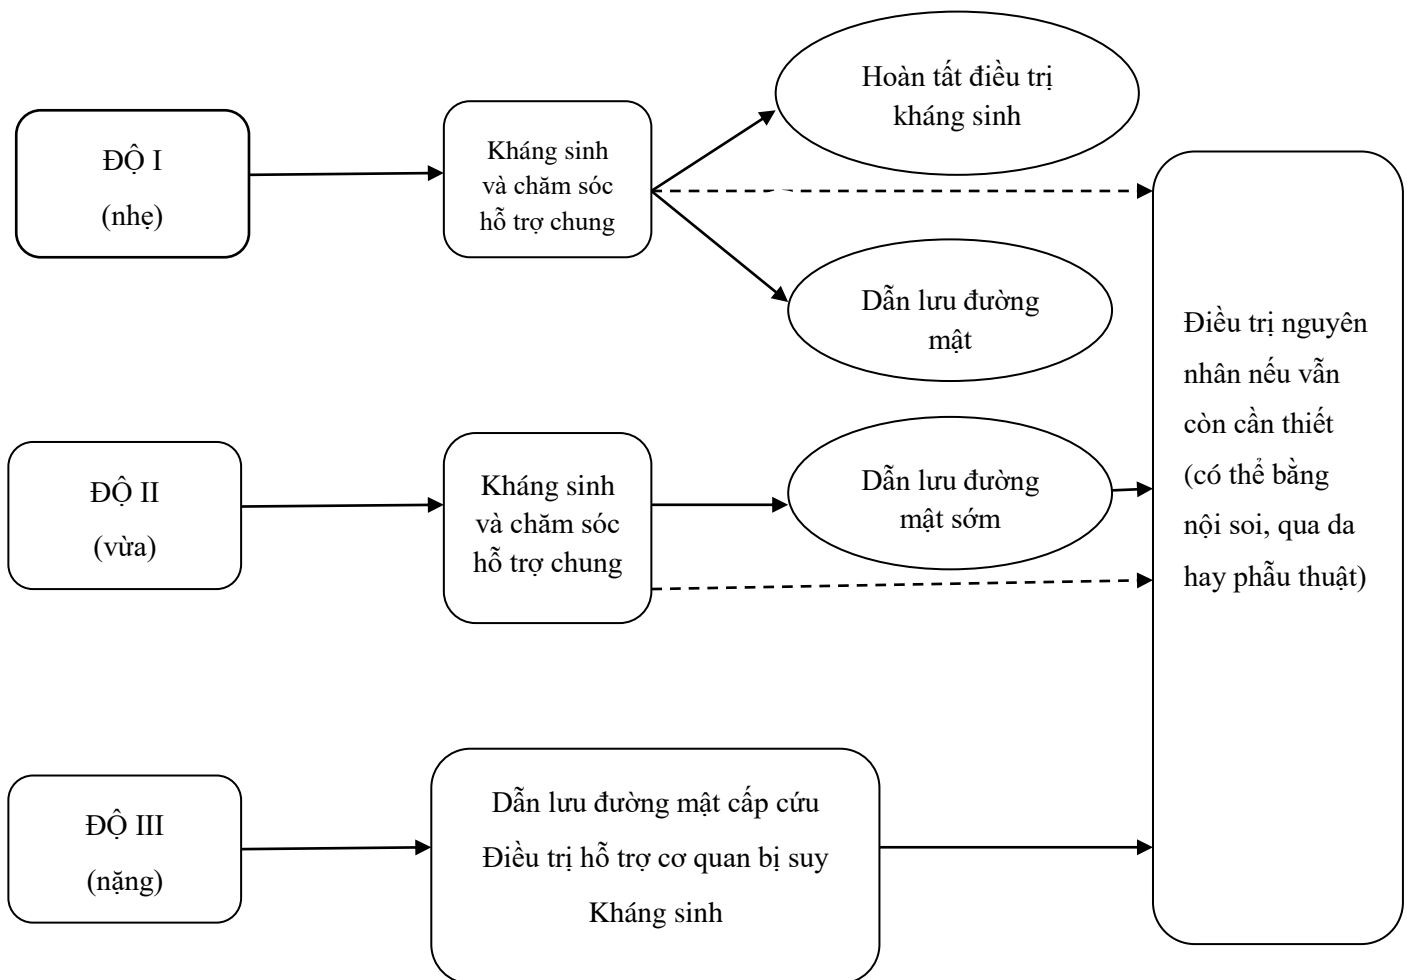 Hoàn tất điều trị
kháng sinh
ĐỘ I
(nhẹ)
Kháng sinh
và chăm sóc
hỗ trợ chung
Dẫn lưu đường
mật
Điều trị nguyên
nhân nếu vẫn
còn cần thiết
(có thể bằng
nội soi, qua da
hay phẫu thuật)
ĐỘ II
(vừa)
Kháng sinh
và chăm sóc
hỗ trợ chung
Dẫn lưu đường
mật sớm
ĐỘ III
(nặng)
Dẫn lưu đường mật cấp cứu
Điều trị hỗ trợ cơ quan bị suy
Kháng sinh